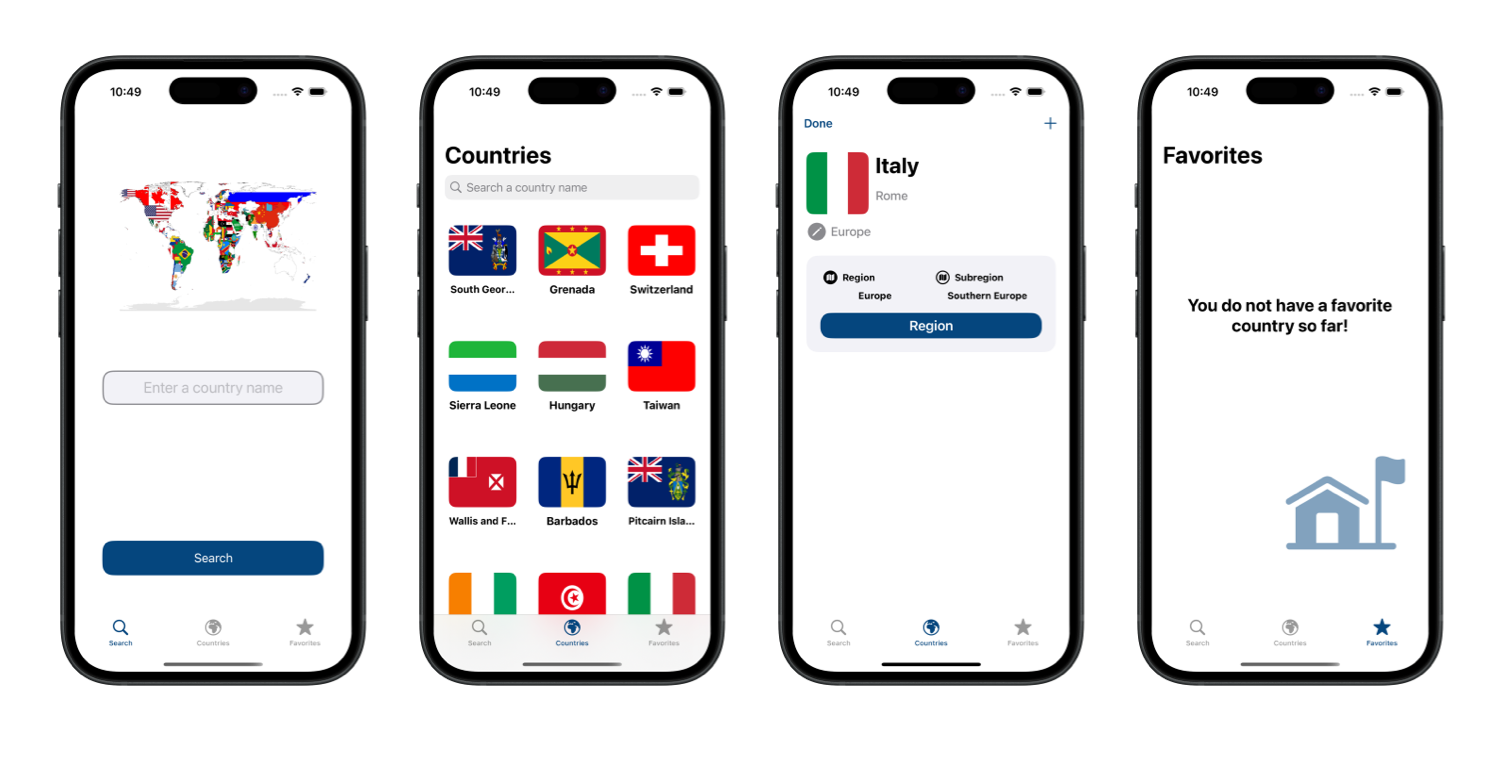 10:49
Enter a country name
Search
Search
Countries
Favorites
10:49
Countries
Search a country name
South Geor...
Grenada
Switzerland
Sierra Leone
Hungary
Taiwan
Wallis and F...
Barbados
Pitcairn Isla...
Search
Countries
Favorites
10:49
Done
+
Italy
Rome
Europe
Region
Subregion
Europe
Southern Europe
Region
Search
Countries
Favorites
10:49
Favorites
You do not have a favorite
country so far!
Search
Countries
Favorites